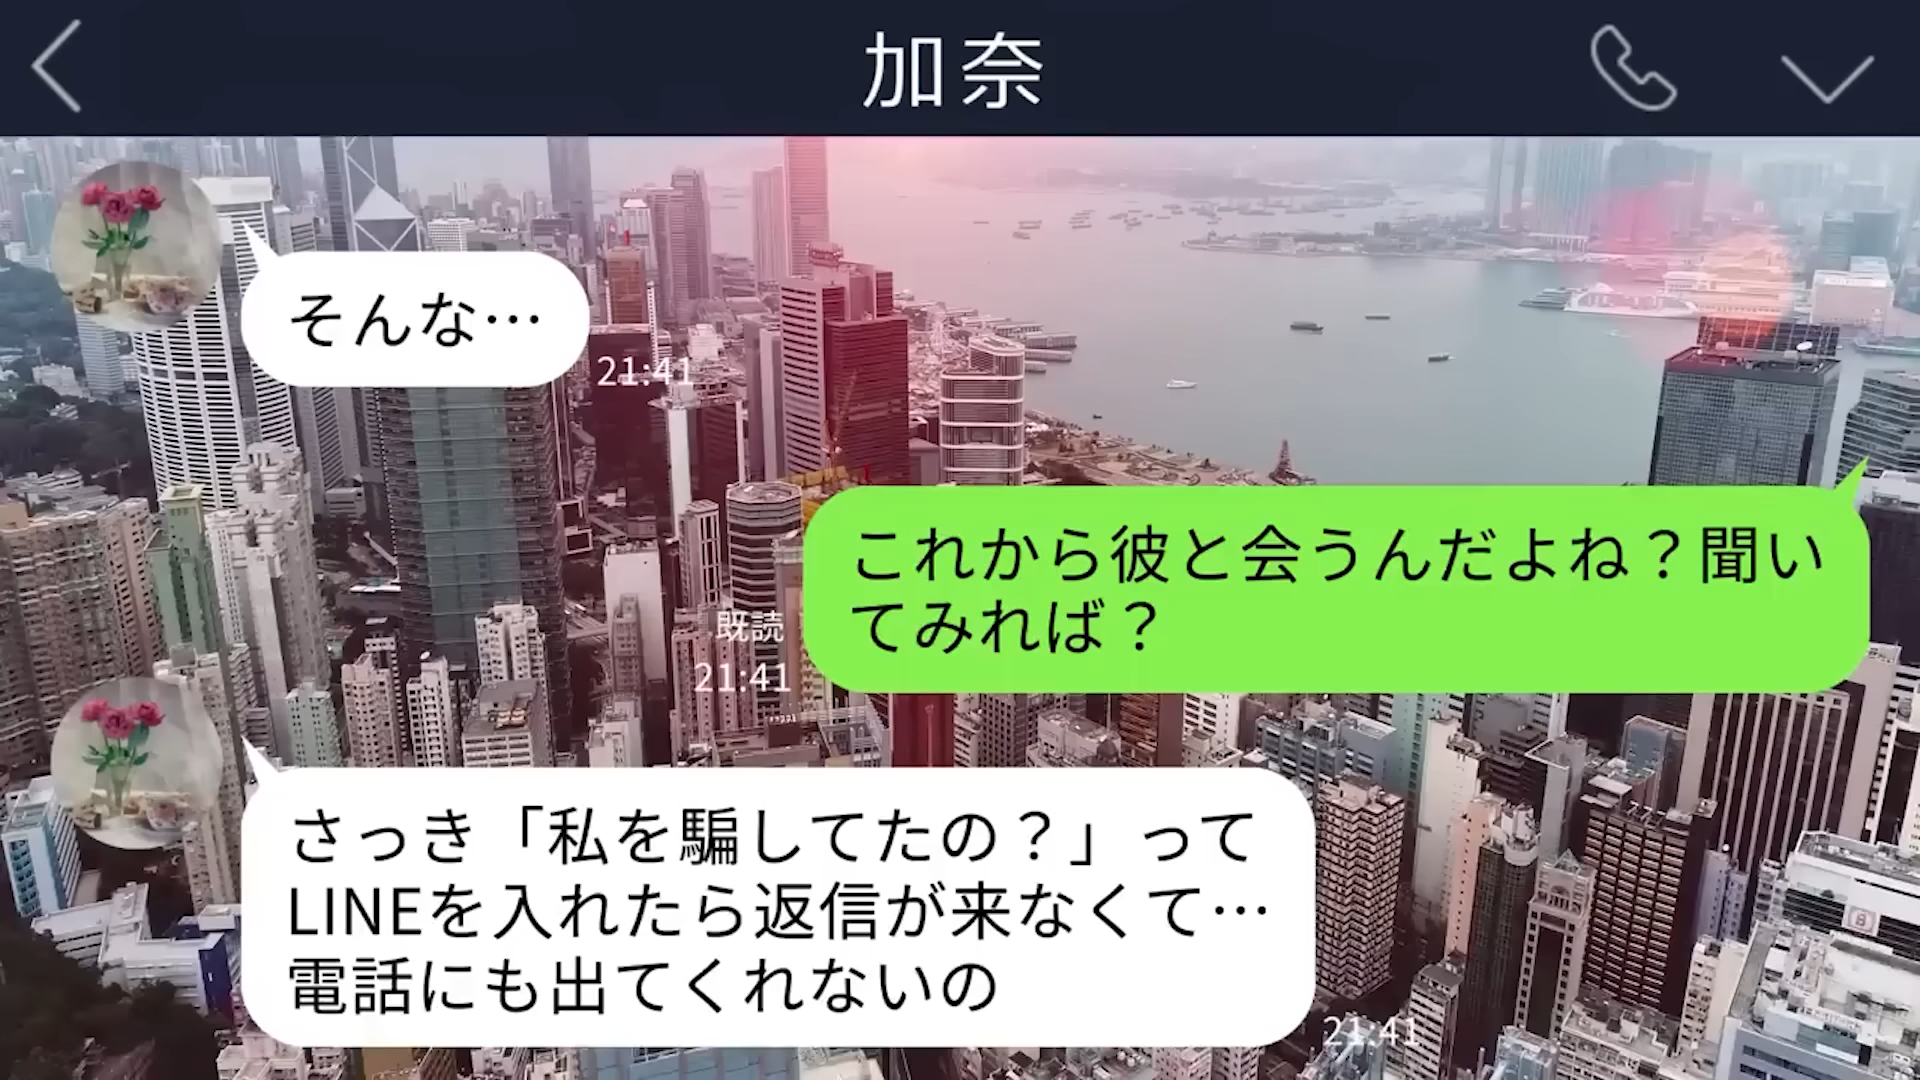 加奈
そんな…
21:41
これから彼と会うんだよね？聞い
てみれば？
既読
21:41
さっき「私を騙してたの？」って
LINEを入れたら返信が来なくて…
電話にも出てくれないの
21:41